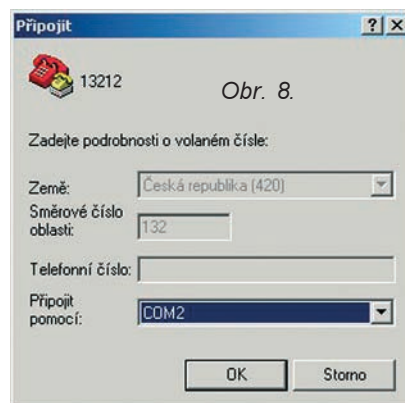 Připojit
13212
Obr. 8.
Zadejte podrobnosti o volaném čísle:
Země: Česká republika (420)
Směrové číslo
oblasti: 132
Telefonní číslo:
Připojit
pomocí: COM2
OK Storno